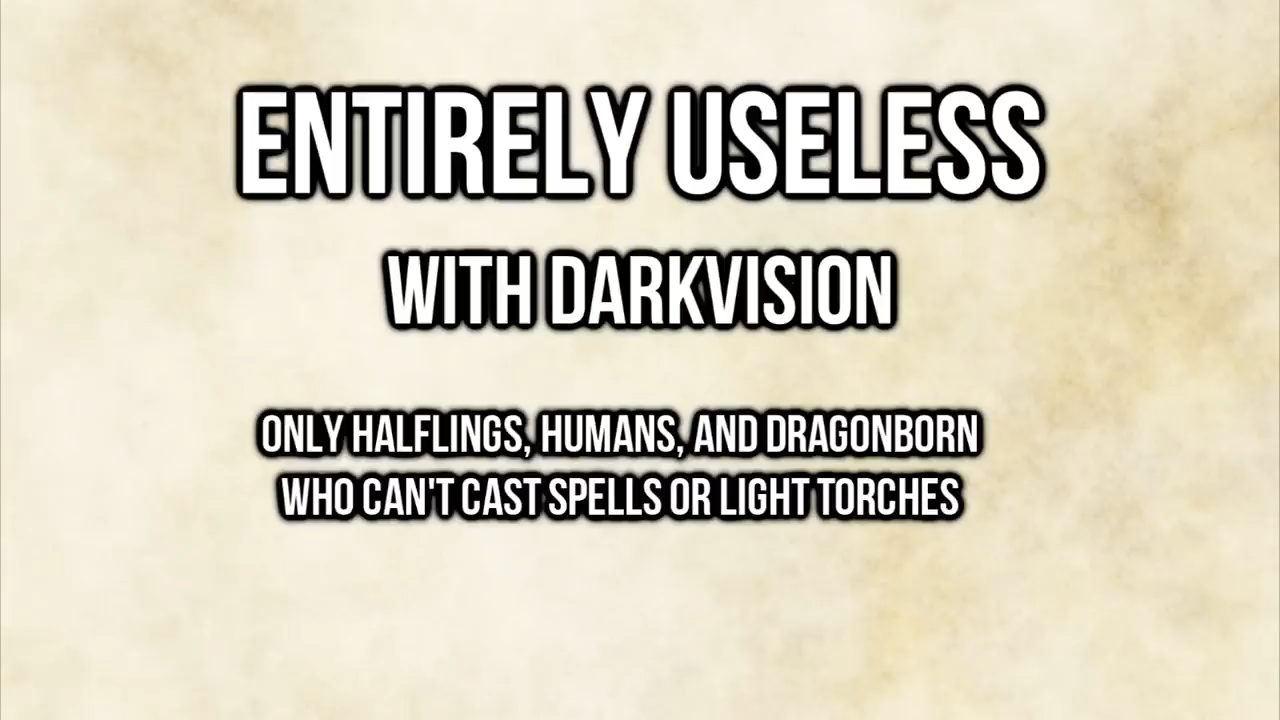 ENTIRELY USELESS
WITH DARKVISION
ONLY HALFLINGS, HUMANS, AND DRAGONBORN
WHO CAN'T CAST SPELLS OR LIGHT TORCHES